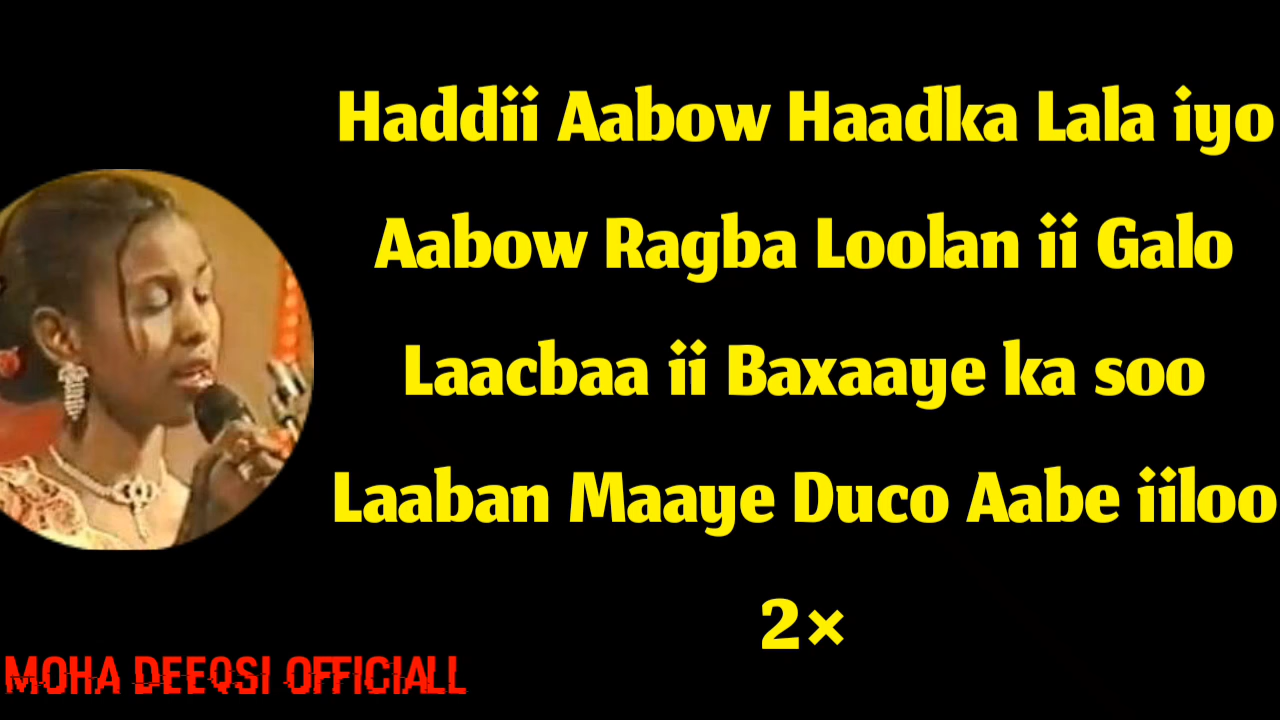 Haddii Aabow Haadka Lala iyo
Aabow Ragba Loolan ii Galo
Laacbaa ii Baxaaye ka soo
Laaban Maaye Duco Aabe iiloo
2×
MOHA DEEQSI OFFICIALL